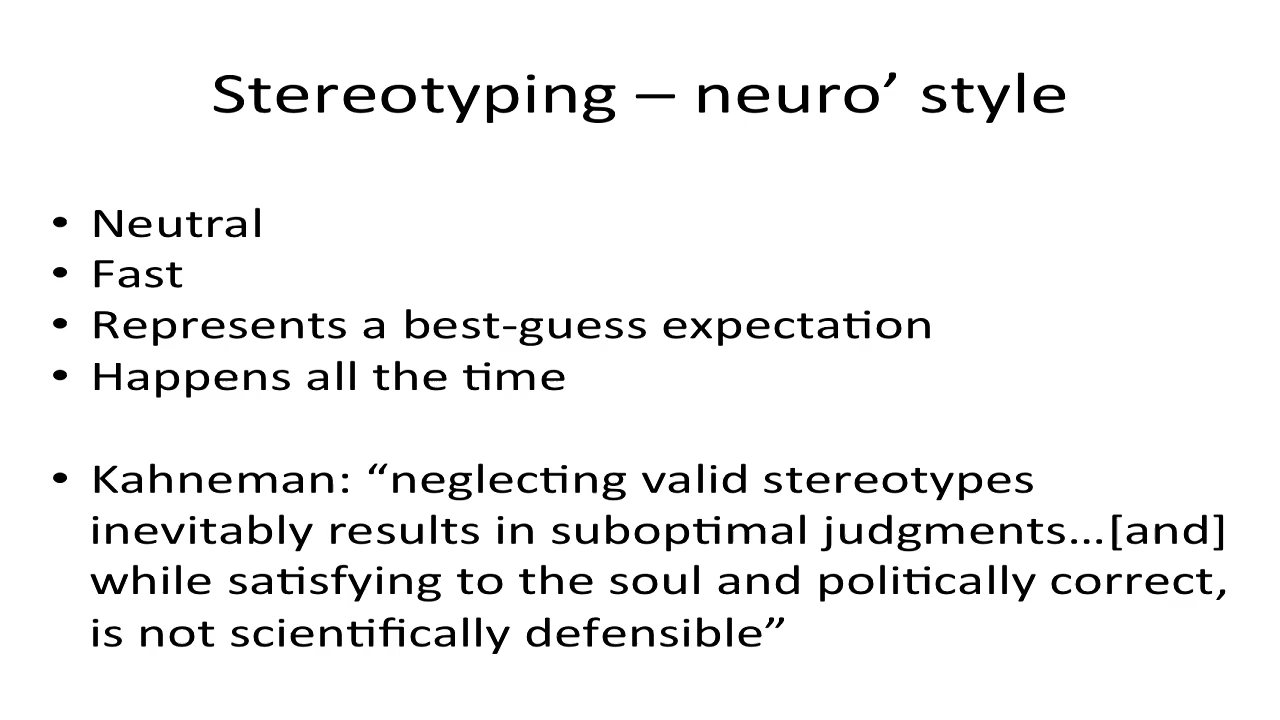 Stereotyping – neuro’ style
• Neutral
• Fast
• Represents a best-guess expectation
• Happens all the time
• Kahneman: “neglecting valid stereotypes
inevitably results in suboptimal judgments…[and]
while satisfying to the soul and politically correct,
is not scientifically defensible”